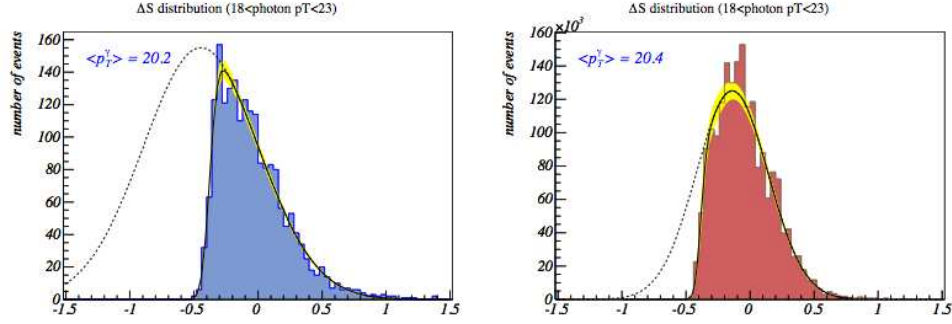 ΔS distribution (18<photon pT<23)
number of events
160
140
120
100
80
60
40
20
0
<p_T^γ> = 20.2
-1.5 -1 -0.5 0 0.5 1 1.5
ΔS distribution (18<photon pT<23)
number of events
×10³
160
140
120
100
80
60
40
20
0
<p_T^γ> = 20.4
-1.5 -1 -0.5 0 0.5 1 1.5